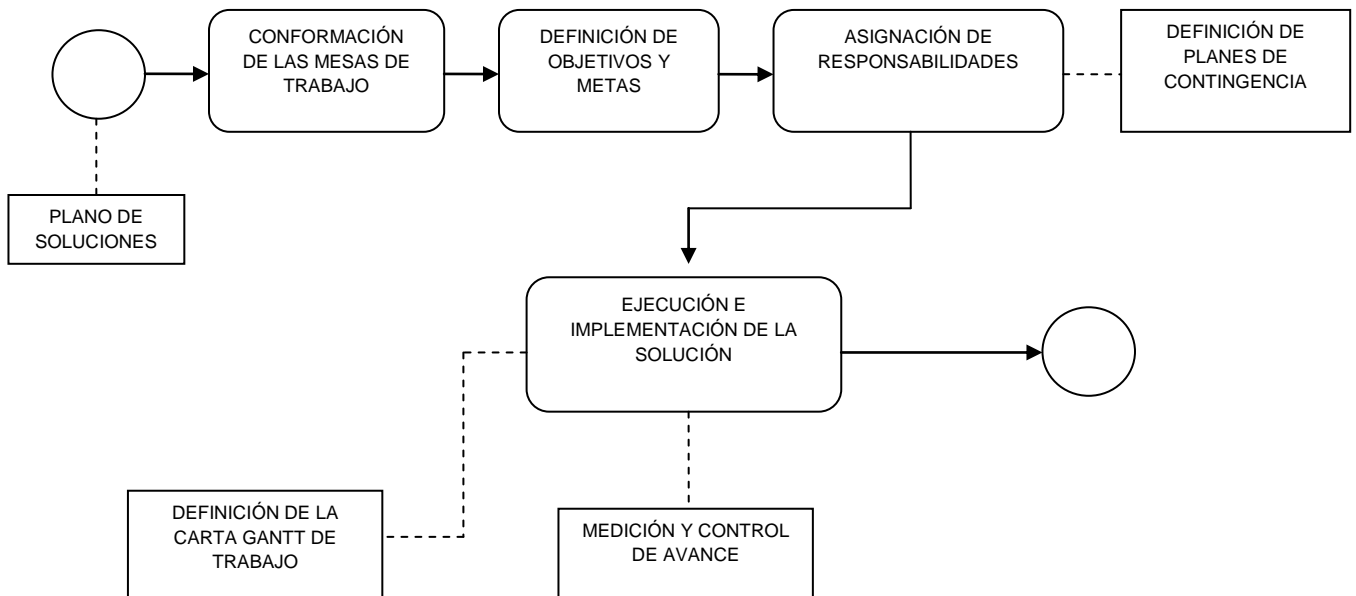 CONFORMACIÓN
DE LAS MESAS DE
TRABAJO
DEFINICIÓN DE
OBJETIVOS Y
METAS
ASIGNACIÓN DE
RESPONSABILIDADES
DEFINICIÓN DE
PLANES DE
CONTINGENCIA
PLANO DE
SOLUCIONES
EJECUCIÓN E
IMPLEMENTACIÓN DE LA
SOLUCIÓN
DEFINICIÓN DE LA
CARTA GANTT DE
TRABAJO
MEDICIÓN Y CONTROL
DE AVANCE